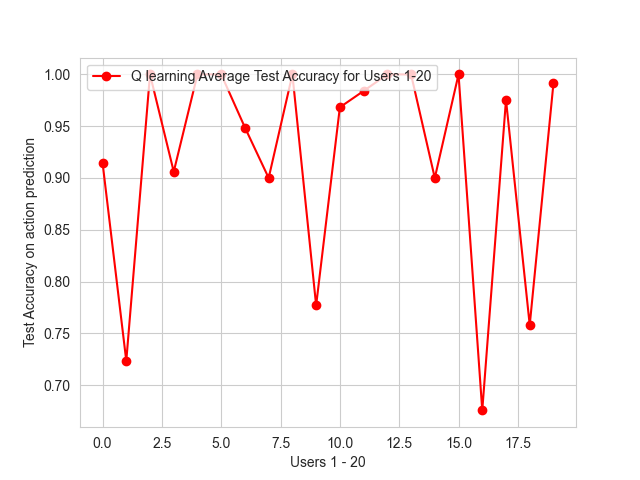 Q learning Average Test Accuracy for Users 1-20
1.00
0.95
0.90
0.85
0.80
0.75
0.70
Test Accuracy on action prediction
0.0 2.5 5.0 7.5 10.0 12.5 15.0 17.5
Users 1 - 20